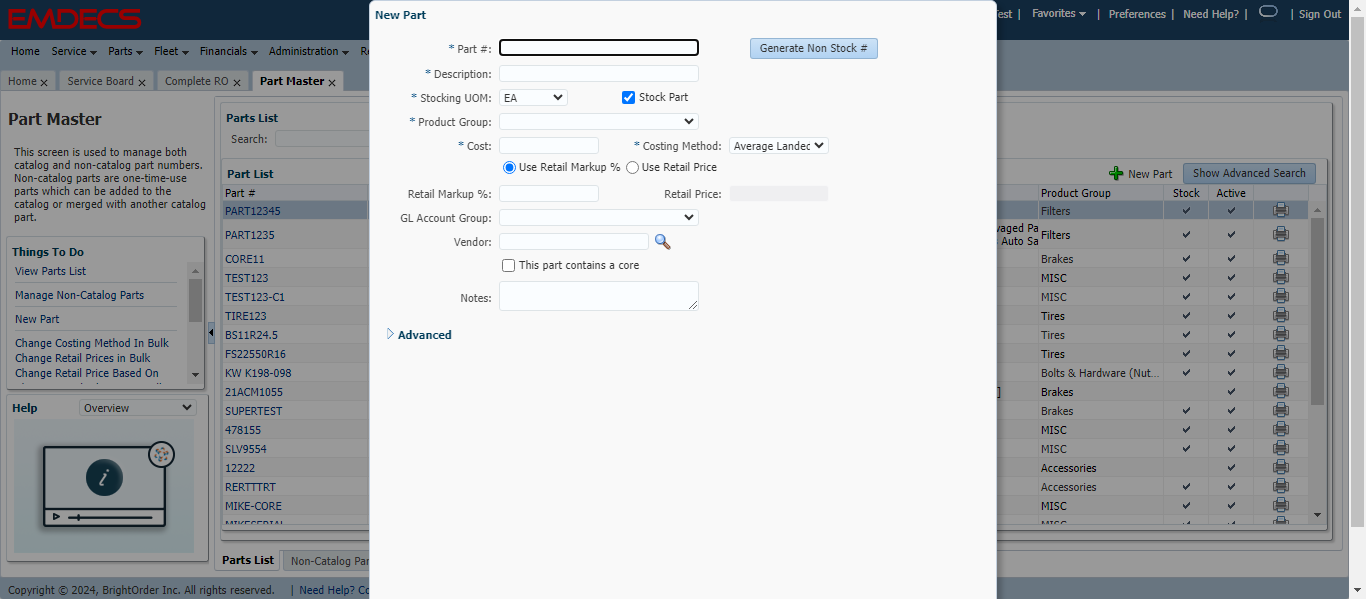 EMDECS
Test | Favorites | Preferences | Need Help? | | Sign Out
Home Service Parts Fleet Financials Administration
Home x Service Board x Complete RO x Part Master x
Part Master
This screen is used to manage both
catalog and non-catalog part numbers.
Non-catalog parts are one-time-use
parts which can be added to the
catalog or merged with another catalog
part.
Things To Do
View Parts List
Manage Non-Catalog Parts
New Part
Change Costing Method In Bulk
Change Retail Prices in Bulk
Change Retail Price Based On
Help Overview
Parts List
Search:
Part List
New Part Show Advanced Search
Part # Product Group Stock Active
PART12345 Filters
PART1235 Filters
CORE11 Brakes
TEST123 MISC
TEST123-C1 MISC
TIRE123 Tires
BS11R24.5 Tires
FS22550R16 Tires
KW K198-098 Bolts & Hardware (Nut...
21ACM1055 ] Brakes
SUPERTEST Brakes
478155 MISC
SLV9554 MISC
12222 Accessories
RERTTTRT Accessories
MIKE-CORE MISC
MIKESERIAL MISC
Parts List Non-Catalog Par
New Part
* Part #: Generate Non Stock #
* Description:
* Stocking UOM: EA Stock Part
* Product Group:
* Cost: * Costing Method: Average Landec
Use Retail Markup % Use Retail Price
Retail Markup %: Retail Price:
GL Account Group:
Vendor:
This part contains a core
Notes:
Advanced
Copyright © 2024, BrightOrder Inc. All rights reserved. | Need Help? Co